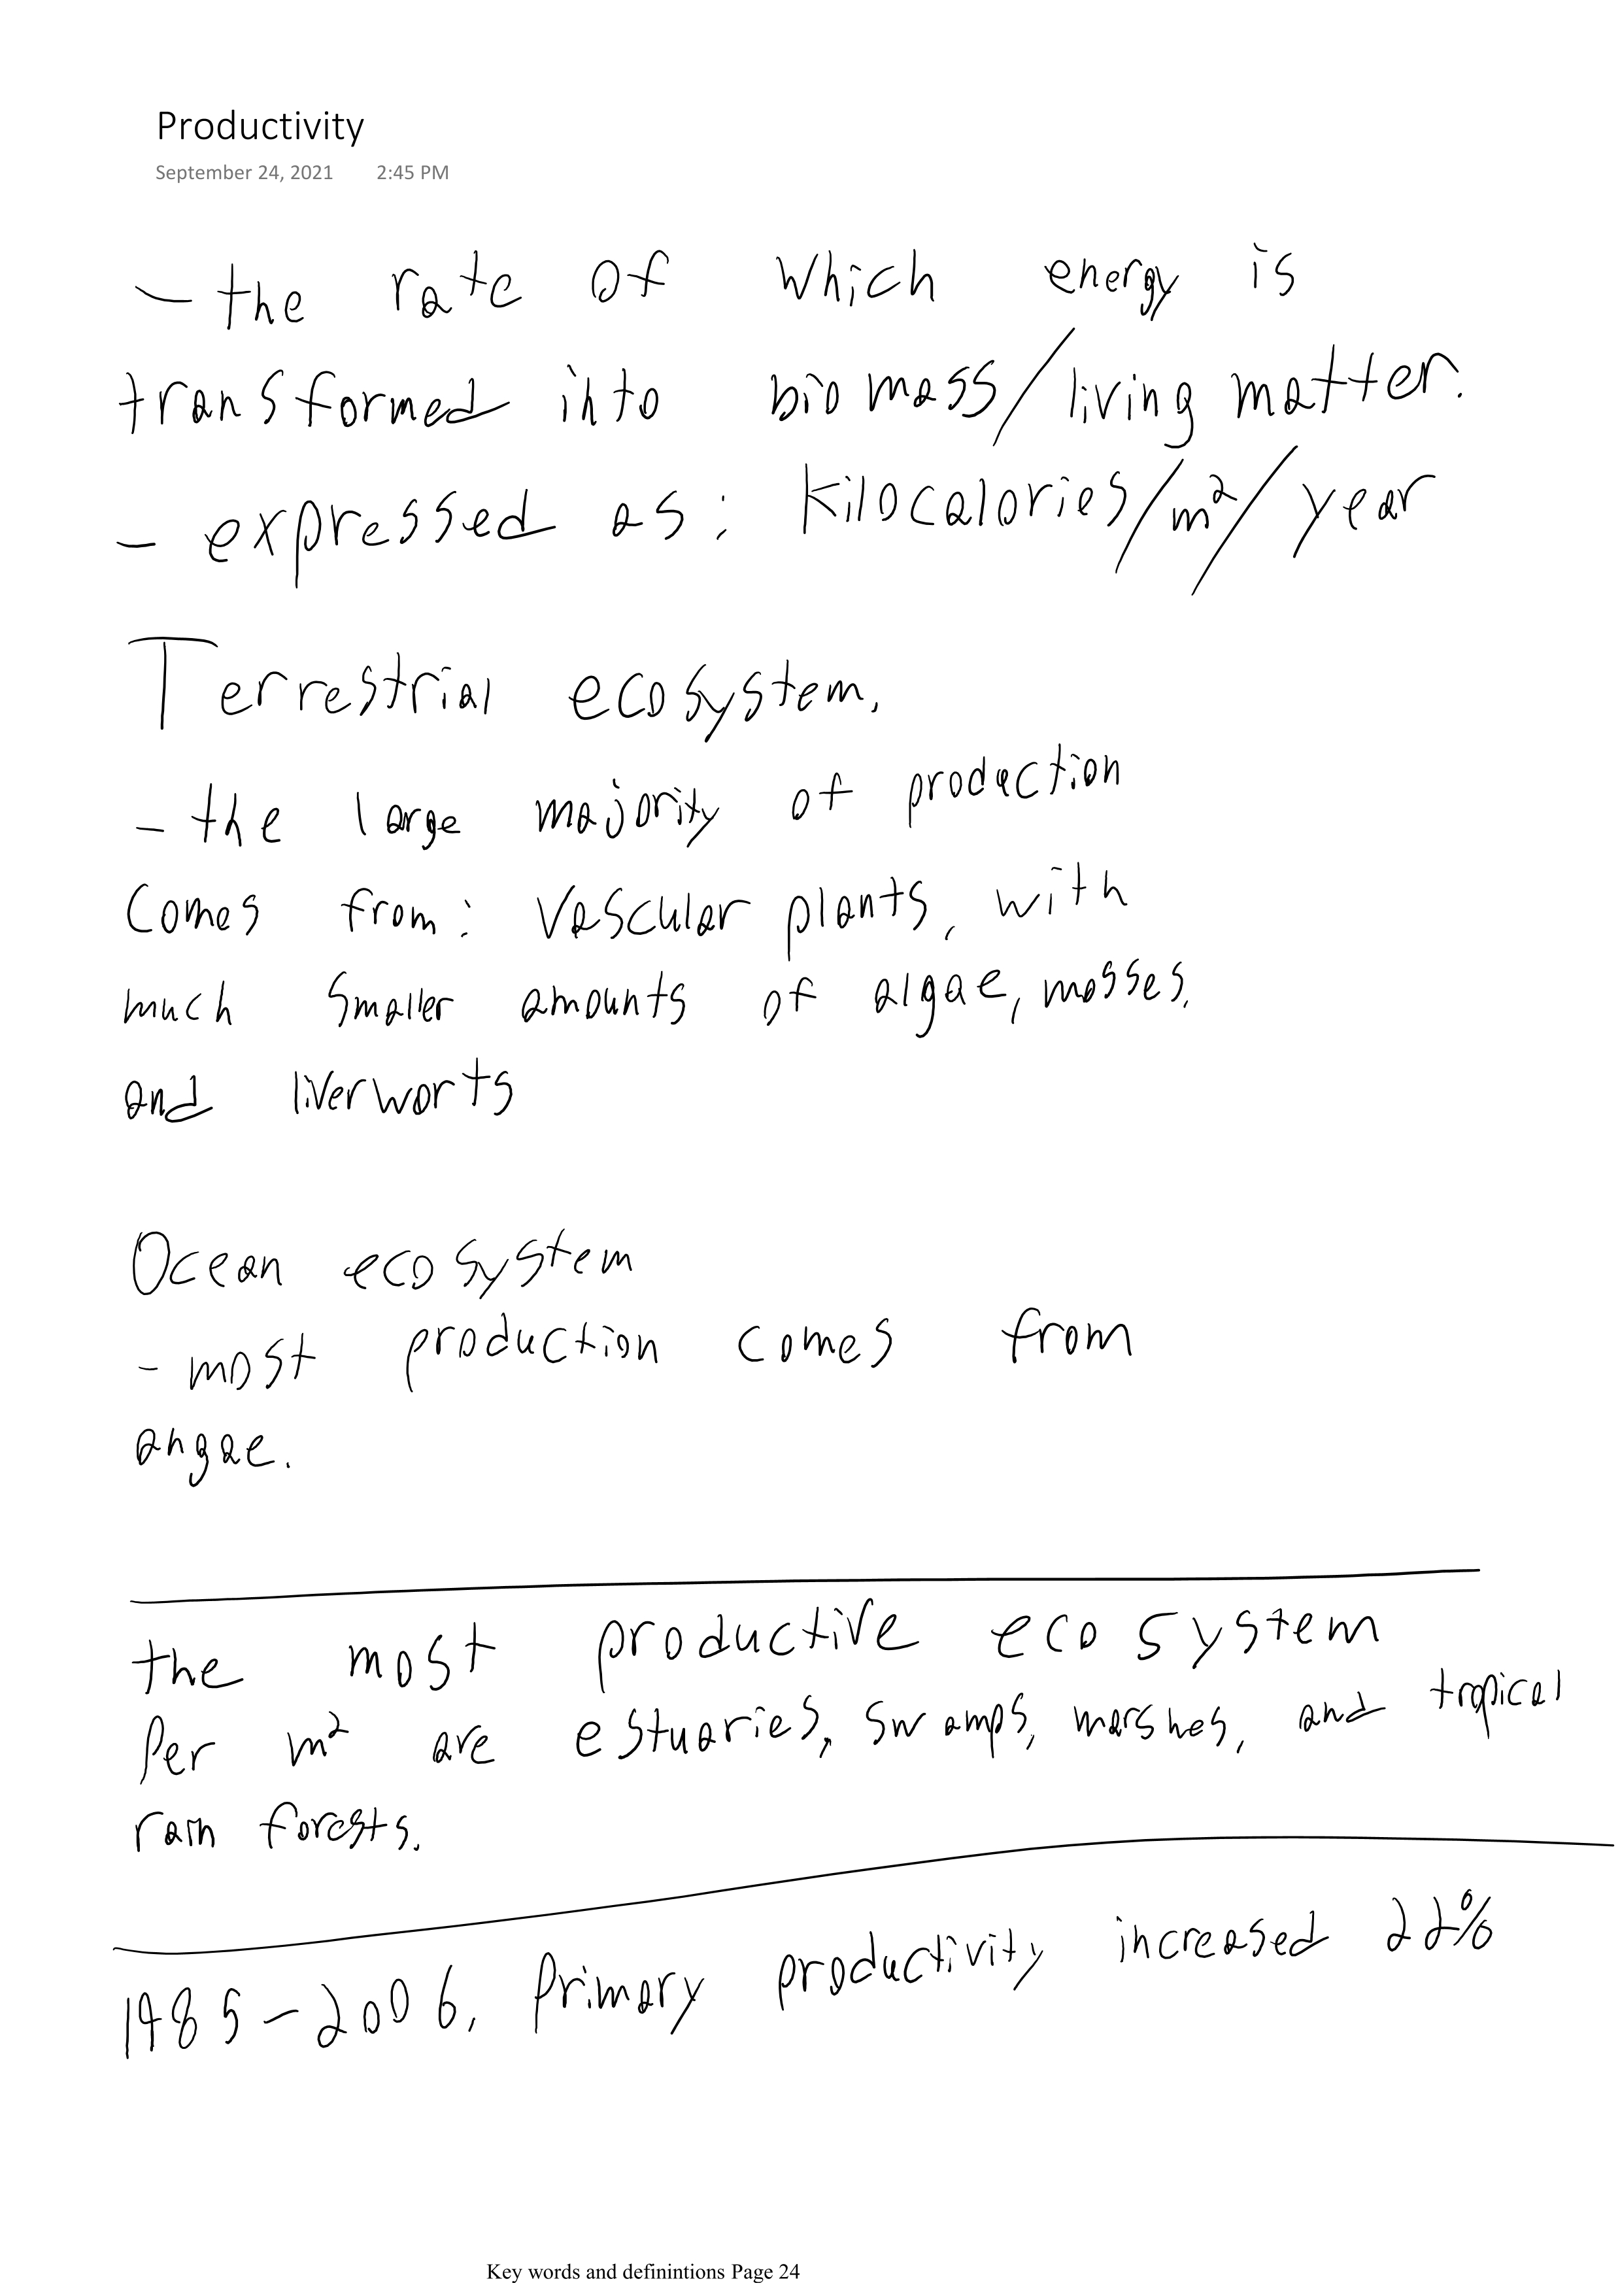 Productivity
September 24, 2021 2:45 PM
- the rate of which energy is
transformed into biomass/living matter.
- expressed as: kilocalories/m²/year
Terrestrial ecosystem.
- the large majority of production
comes from: vascular plants, with
much smaller amounts of algae, mosses,
and liverworts
Ocean ecosystem
- most production comes from
angae.
the most productive ecosystem
per m² are estuaries, swamps, marshes, and tropical
rain forests.
1985-2006, primary productivity increased 22%
Key words and definintions Page 24